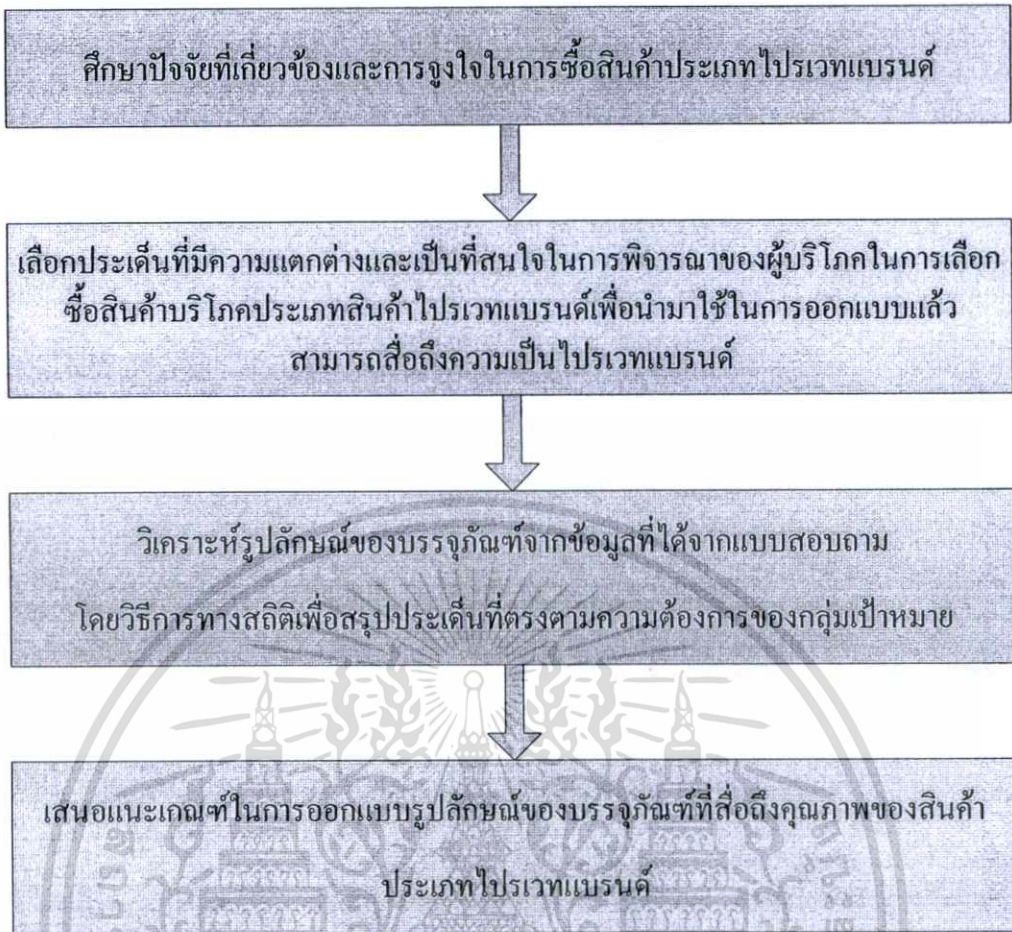 ศึกษาปัจจัยที่เกี่ยวข้องและการจูงใจในการซื้อสินค้าประเภทไปรเวทแบรนด์
เลือกประเด็นที่มีความแตกต่างและเป็นที่สนใจในการพิจารณาของผู้บริโภคในการเลือก
ซื้อสินค้าบริโภคประเภทสินค้าไปรเวทแบรนด์เพื่อนำมาใช้ในการออกแบบแล้ว
สามารถสื่อถึงความเป็นไปรเวทแบรนด์
วิเคราะห์รูปลักษณ์ของบรรจุภัณฑ์จากข้อมูลที่ได้จากแบบสอบถาม
โดยวิธีการทางสถิติเพื่อสรุปประเด็นที่ตรงตามความต้องการของกลุ่มเป้าหมาย
เสนอแนะเกณฑ์ในการออกแบบรูปลักษณ์ของบรรจุภัณฑ์ที่สื่อถึงคุณภาพของสินค้า
ประเภทไปรเวทแบรนด์